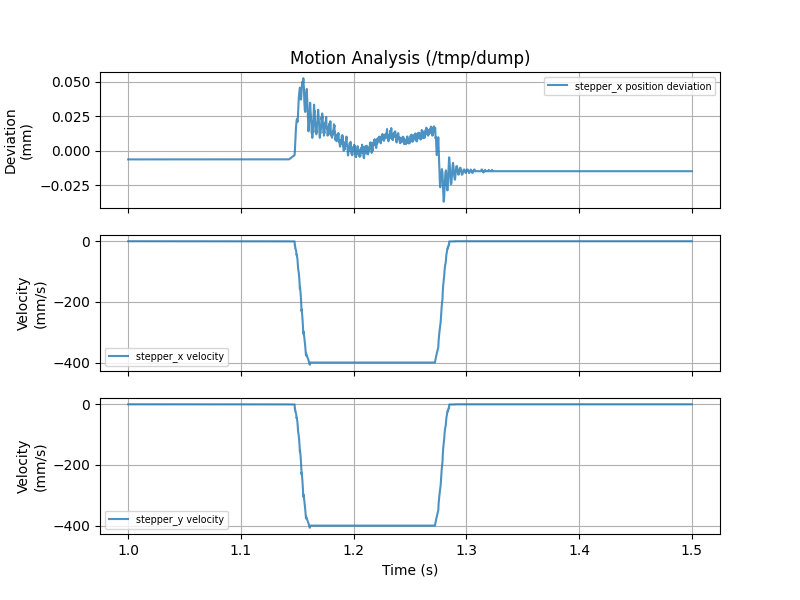 Motion Analysis (/tmp/dump)
Deviation
(mm)
0.050
0.025
0.000
−0.025
stepper_x position deviation
Velocity
(mm/s)
0
−200
−400
stepper_x velocity
Velocity
(mm/s)
0
−200
−400
stepper_y velocity
1.0 1.1 1.2 1.3 1.4 1.5
Time (s)